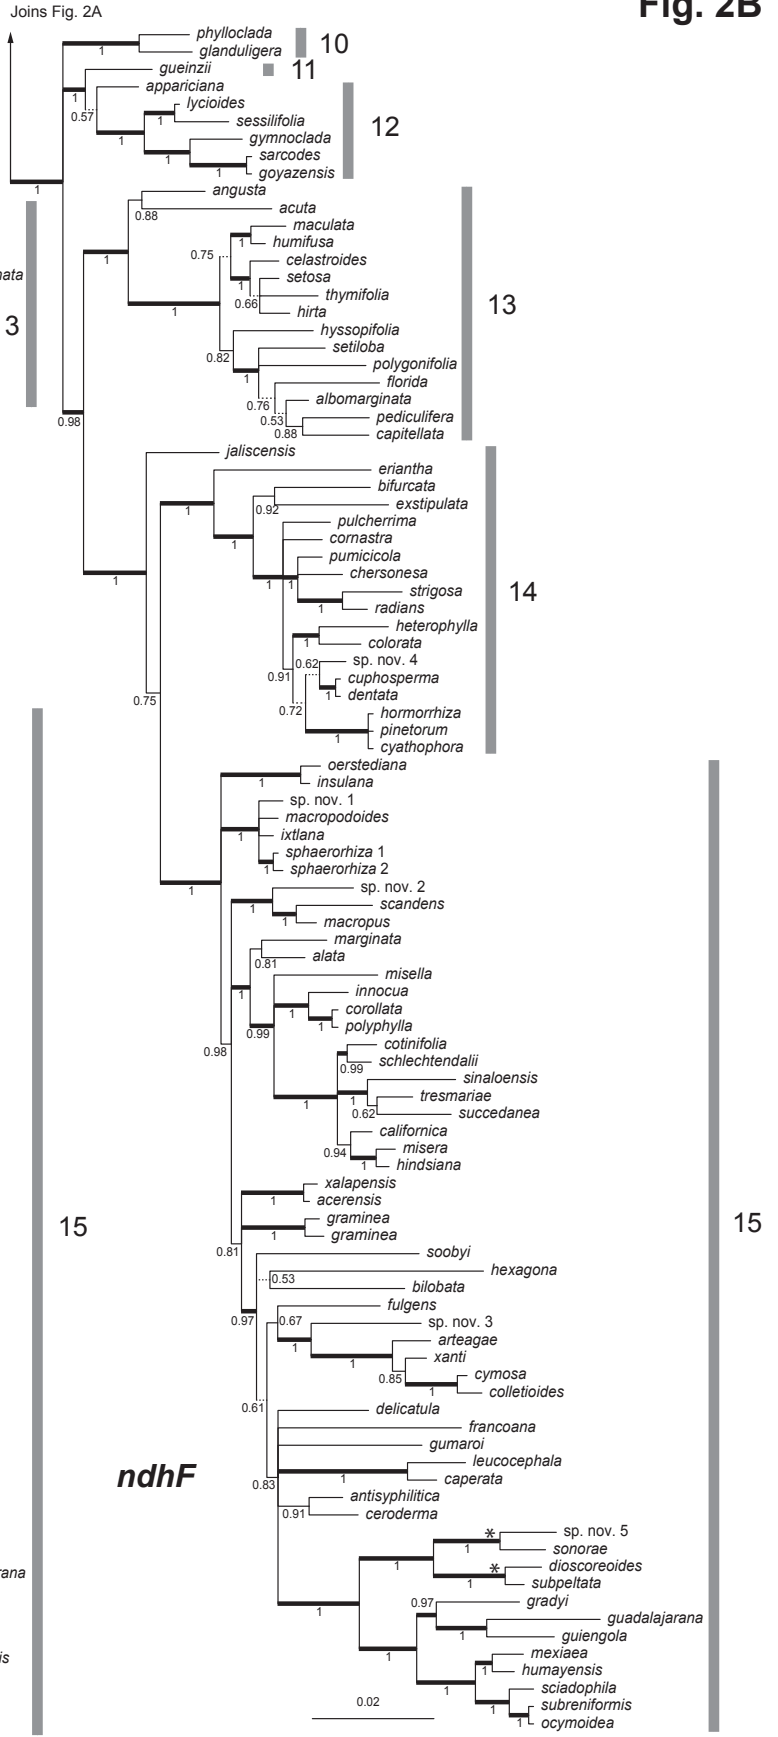 Joins Fig. 2A
Fig. 2B
phylloclada
1
glanduligera
10
gueinzii
11
1
appariciana
0.57
lycioides
1
sessilifolia
12
1
gymnoclada
1
sarcodes
1
goyazensis
1
angusta
0.88
acuta
maculata
1
humifusa
0.75
celastroides
1
1
setosa
nata
0.66
thymifolia
1
hirta
13
3
hyssopifolia
0.82
setiloba
polygonifolia
1
florida
0.76
albomarginata
0.53
pediculifera
0.98
0.88
capitellata
jaliscensis
eriantha
bifurcata
1
0.92
exstipulata
pulcherrima
1
cornastra
pumicicola
1
chersonesa
1
1
strigosa
14
1
radians
heterophylla
1
colorata
0.62
sp. nov. 4
0.91
cuphosperma
1
dentata
0.75
0.72
hormorrhiza
pinetorum
1
cyathophora
oerstediana
1
insulana
sp. nov. 1
macropodoides
1
ixtlana
sphaerorhiza 1
1
sphaerorhiza 2
1
sp. nov. 2
1
scandens
1
macropus
marginata
0.81
alata
misella
1
innocua
1
corollata
0.99
1
polyphylla
cotinifolia
0.98
schlechtendalii
0.99
sinaloensis
1
1
tresmariae
0.62
succedanea
californica
0.94
misera
1
hindsiana
xalapensis
1
acerensis
graminea
15
15
1
graminea
0.81
soobyi
hexagona
0.53
bilobata
fulgens
0.97
0.67
sp. nov. 3
1
arteagae
1
xanti
0.85
cymosa
1
colletioides
0.61
delicatula
francoana
gumaroi
leucocephala
ndhF
1
caperata
0.83
antisyphilitica
0.91
ceroderma
*
sp. nov. 5
1
sonorae
1
*
dioscoreoides
rana
1
subpeltata
0.97
gradyi
1
guadalajarana
1
guiengola
1
mexiaea
is
1
humayensis
1
sciadophila
0.02
1
subreniformis
1
ocymoidea